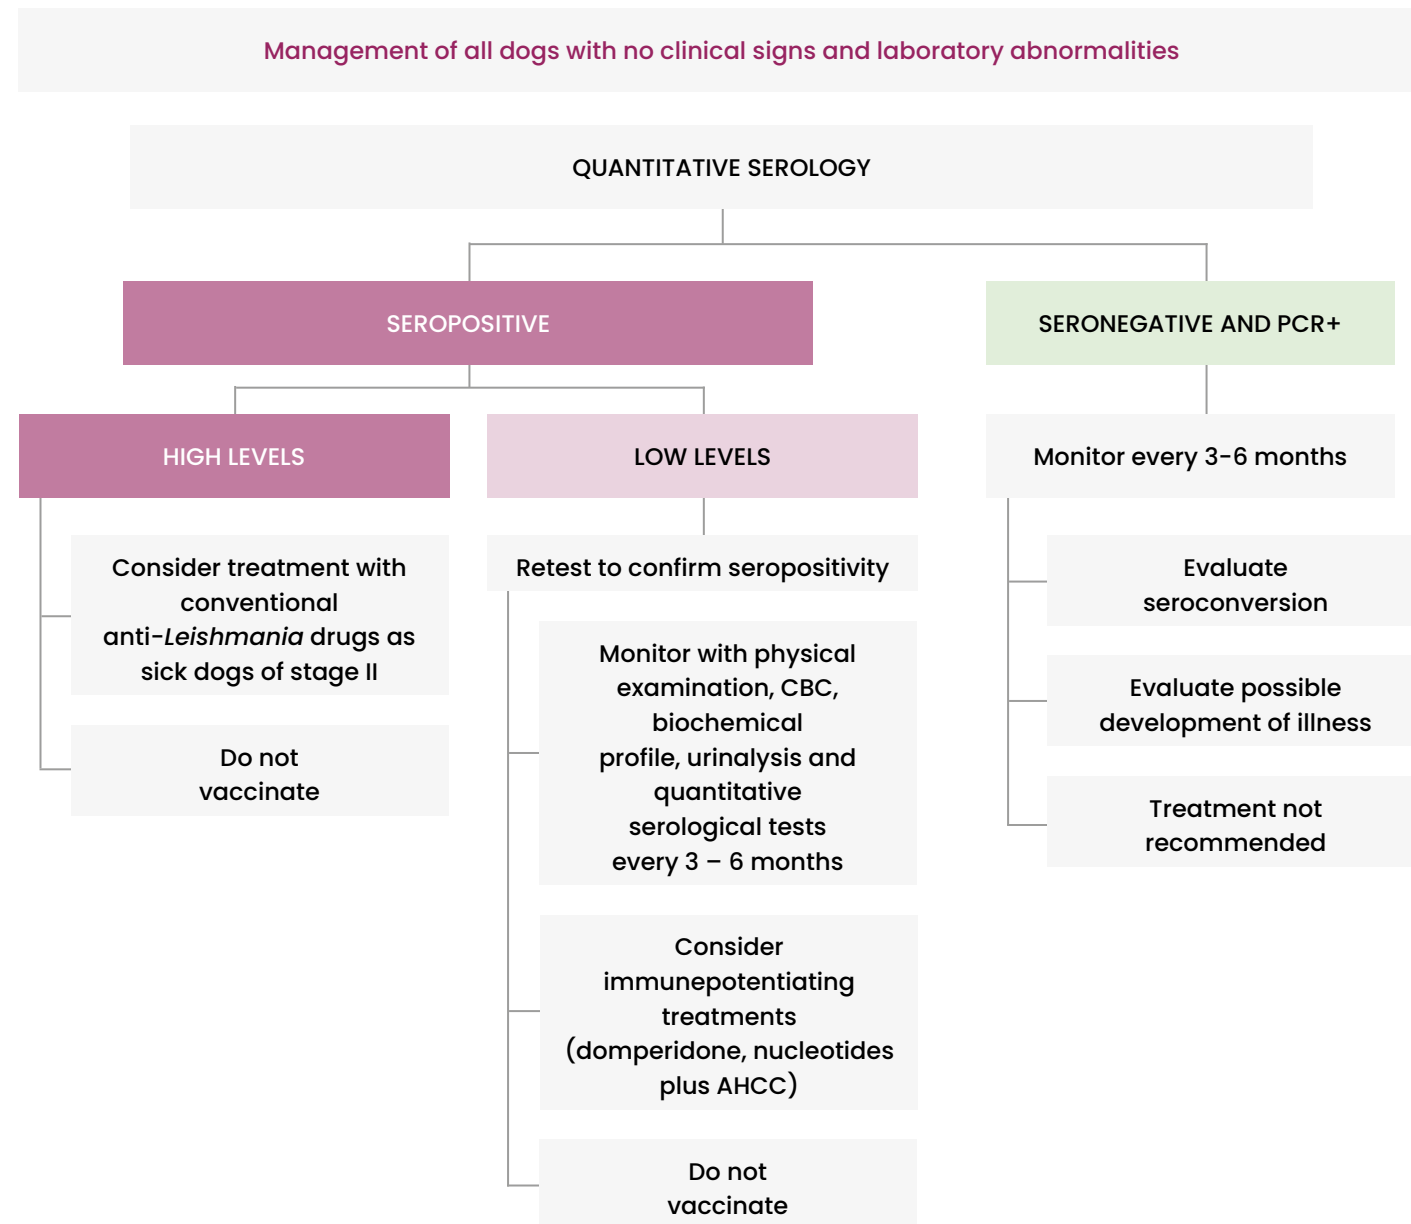 Management of all dogs with no clinical signs and laboratory abnormalities
QUANTITATIVE SEROLOGY
SEROPOSITIVE
HIGH LEVELS
Consider treatment with
conventional
anti-Leishmania drugs as
sick dogs of stage II
Do not
vaccinate
LOW LEVELS
Retest to confirm seropositivity
Monitor with physical
examination, CBC,
biochemical
profile, urinalysis and
quantitative
serological tests
every 3 – 6 months
Consider
immunepotentiating
treatments
(domperidone, nucleotides
plus AHCC)
Do not
vaccinate
SERONEGATIVE AND PCR+
Monitor every 3-6 months
Evaluate
seroconversion
Evaluate possible
development of illness
Treatment not
recommended